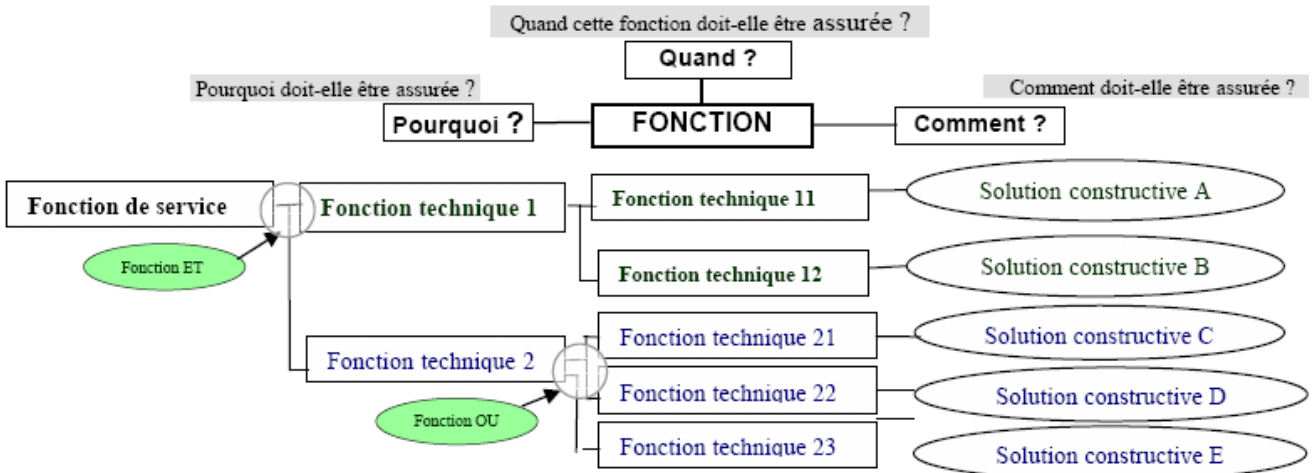 Quand cette fonction doit-elle être assurée ?
Quand ?
Pourquoi doit-elle être assurée ?
Comment doit-elle être assurée ?
Pourquoi ?
FONCTION
Comment ?
Fonction de service
Fonction technique 1
Fonction technique 11
Solution constructive A
Fonction ET
Fonction technique 12
Solution constructive B
Fonction technique 2
Fonction technique 21
Solution constructive C
Fonction OU
Fonction technique 22
Solution constructive D
Fonction technique 23
Solution constructive E